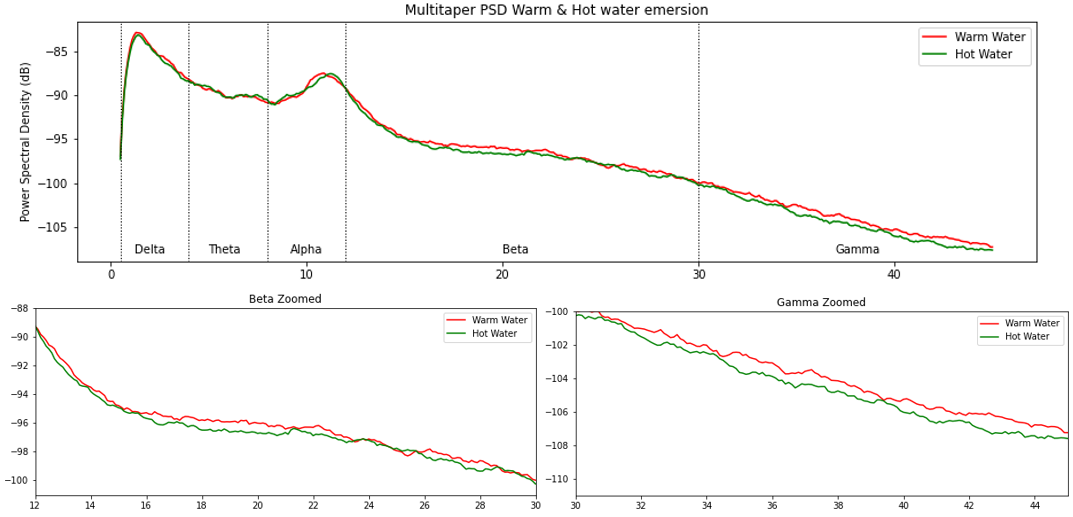 Multitaper PSD Warm & Hot water emersion
Power Spectral Density (dB)
−85
−90
−95
−100
−105
Warm Water
Hot Water
Delta
Theta
Alpha
Beta
Gamma
0
10
20
30
40
Beta Zoomed
−88
−90
−92
−94
−96
−98
−100
Warm Water
Hot Water
12
14
16
18
20
22
24
26
28
30
Gamma Zoomed
−100
−102
−104
−106
−108
−110
Warm Water
Hot Water
30
32
34
36
38
40
42
44